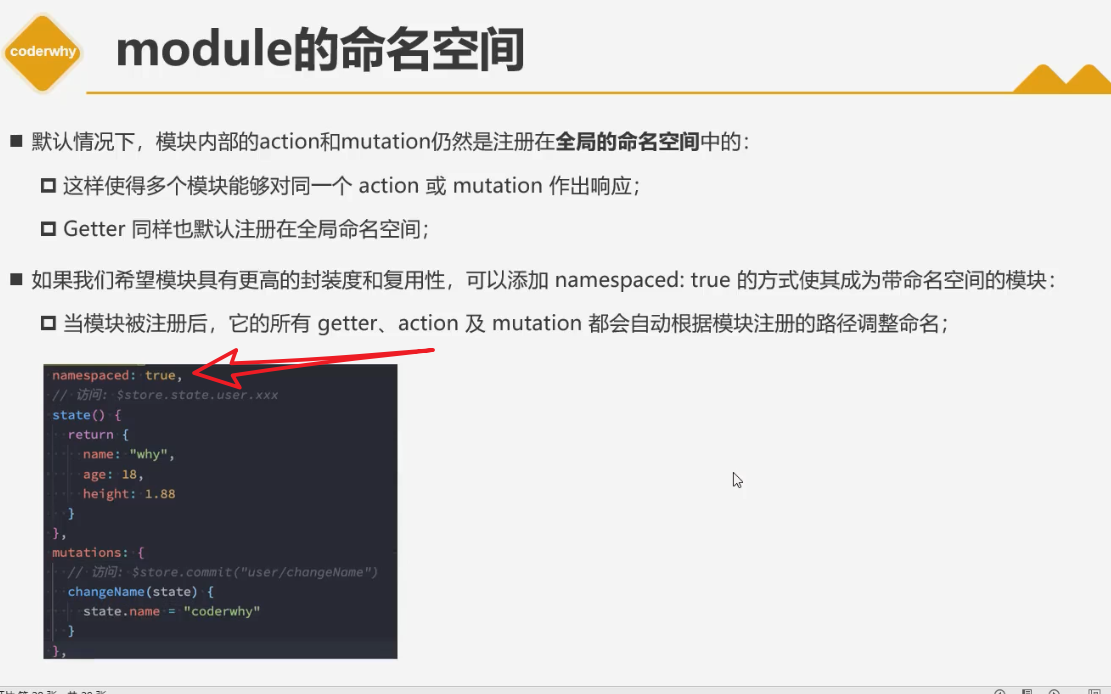 coderwhy
module的命名空间
默认情况下，模块内部的action和mutation仍然是注册在全局的命名空间中的：
这样使得多个模块能够对同一个 action 或 mutation 作出响应；
Getter 同样也默认注册在全局命名空间；
如果我们希望模块具有更高的封装度和复用性，可以添加 namespaced: true 的方式使其成为带命名空间的模块：
当模块被注册后，它的所有 getter、action 及 mutation 都会自动根据模块注册的路径调整命名；
namespaced: true,
// 访问: $store.state.user.xxx
state() {
return {
name: "why",
age: 18,
height: 1.88
}
},
mutations: {
// 访问: $store.commit("user/changeName")
changeName(state) {
state.name = "coderwhy"
}
},